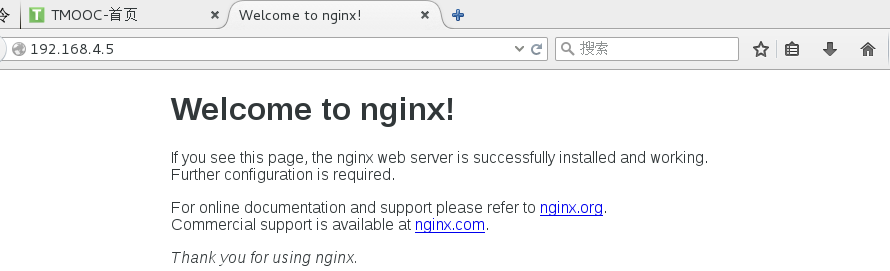 令
T TMOOC-首页
Welcome to nginx!
192.168.4.5
搜索
Welcome to nginx!
If you see this page, the nginx web server is successfully installed and working.
Further configuration is required.
For online documentation and support please refer to nginx.org.
Commercial support is available at nginx.com.
Thank you for using nginx.